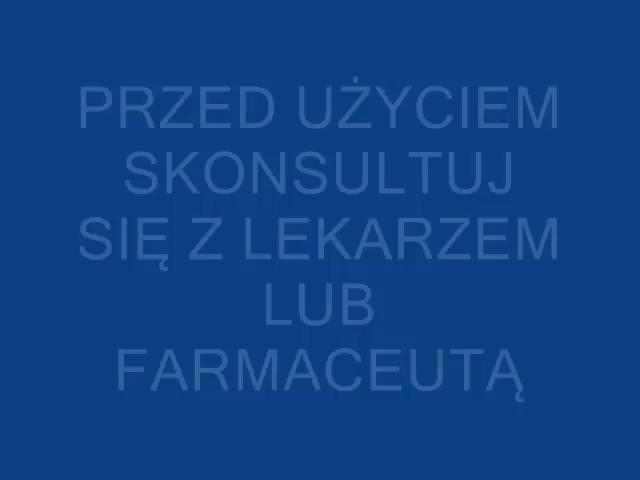 PRZED UŻYCIEM
SKONSULTUJ
SIĘ Z LEKARZEM
LUB
FARMACEUTĄ